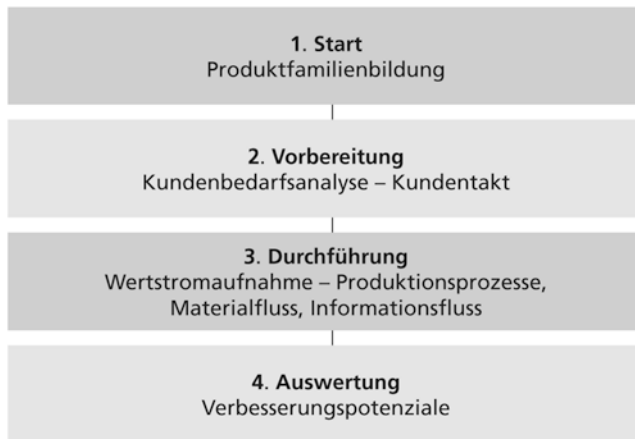 1. Start
Produktfamilienbildung
2. Vorbereitung
Kundenbedarfsanalyse – Kundentakt
3. Durchführung
Wertstromaufnahme – Produktionsprozesse,
Materialfluss, Informationsfluss
4. Auswertung
Verbesserungspotenziale